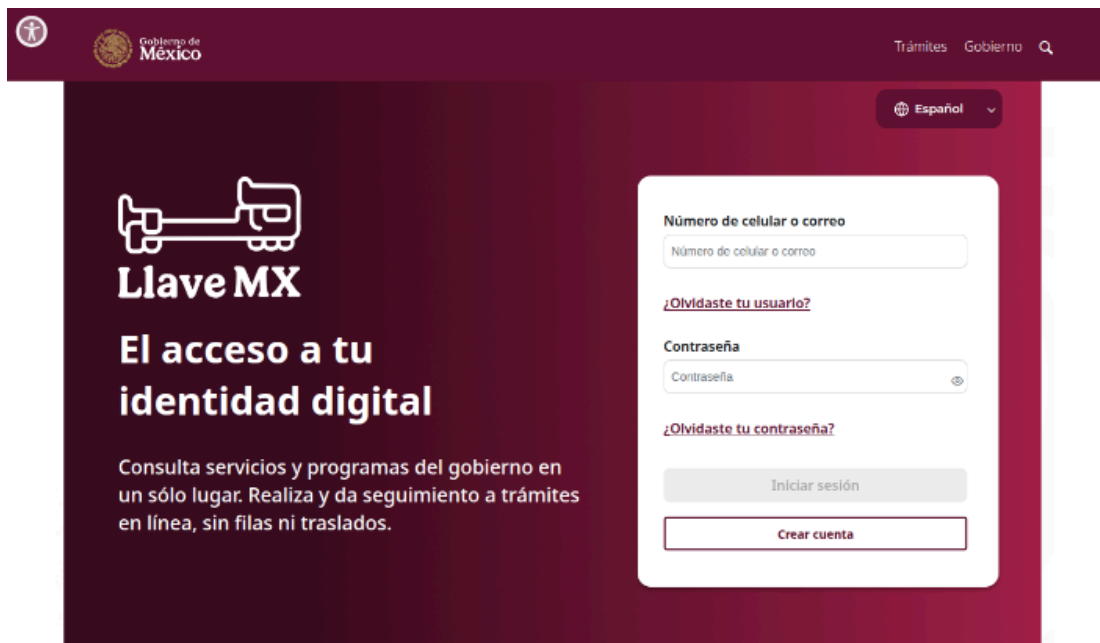 Gobierno de
México
Trámites Gobierno
Español
Llave MX
El acceso a tu
identidad digital
Consulta servicios y programas del gobierno en
un sólo lugar. Realiza y da seguimiento a trámites
en línea, sin filas ni traslados.
Número de celular o correo
Número de celular o correo
¿Olvidaste tu usuario?
Contraseña
Contraseña
¿Olvidaste tu contraseña?
Iniciar sesión
Crear cuenta